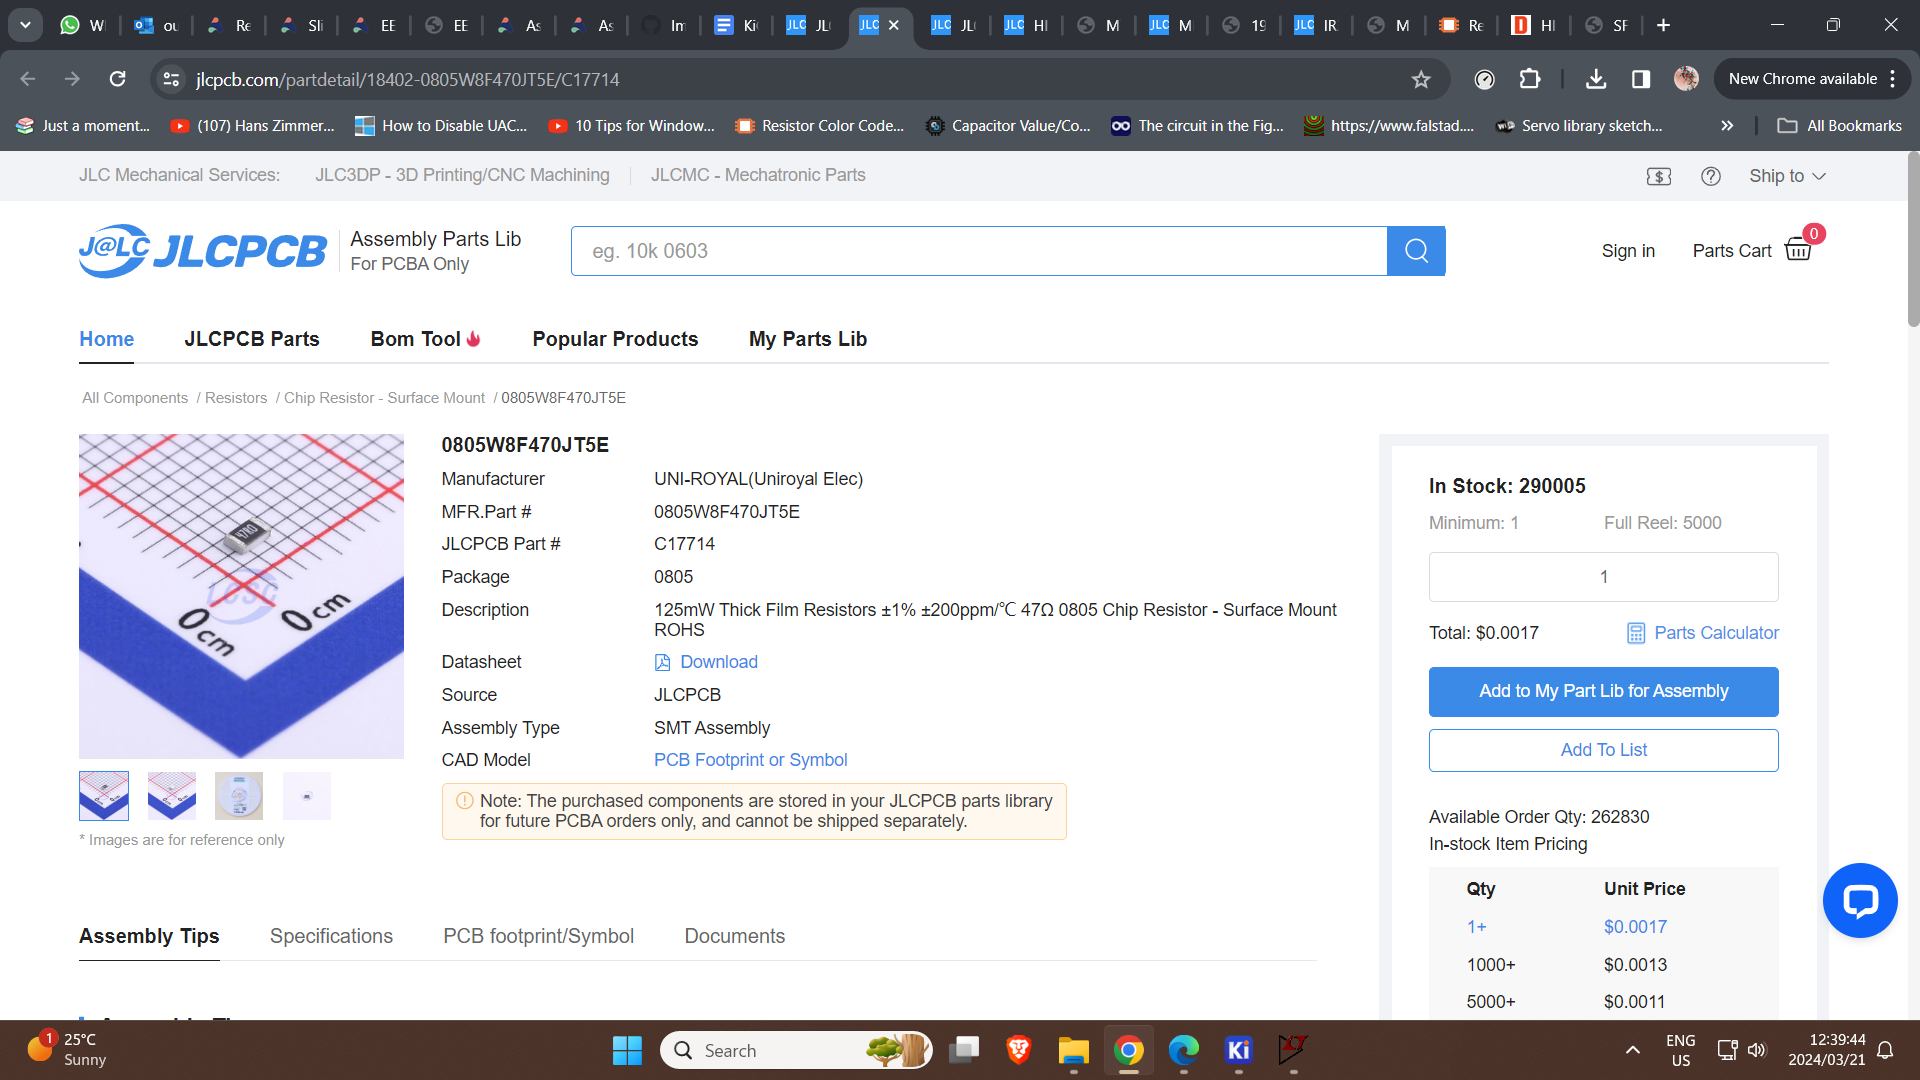 W
ou
Re
Sli
EE
EE
As
As
Im
Ki
JL
JL
HI
M
M
19
IR
M
Re
HI
SF
jlcpcb.com/partdetail/18402-0805W8F470JT5E/C17714
New Chrome available
Just a moment...
(107) Hans Zimmer...
How to Disable UAC...
10 Tips for Window...
Resistor Color Code...
Capacitor Value/Co...
The circuit in the Fig...
https://www.falstad....
Servo library sketch...
All Bookmarks
JLC Mechanical Services:
JLC3DP - 3D Printing/CNC Machining
JLCMC - Mechatronic Parts
Ship to
J@LC JLCPCB
Assembly Parts Lib
For PCBA Only
eg. 10k 0603
Sign in
Parts Cart
0
Home
JLCPCB Parts
Bom Tool
Popular Products
My Parts Lib
All Components / Resistors / Chip Resistor - Surface Mount / 0805W8F470JT5E
47R0
LCSC
0cm
0cm
* Images are for reference only
0805W8F470JT5E
Manufacturer UNI-ROYAL(Uniroyal Elec)
MFR.Part # 0805W8F470JT5E
JLCPCB Part # C17714
Package 0805
Description 125mW Thick Film Resistors ±1% ±200ppm/℃ 47Ω 0805 Chip Resistor - Surface Mount
ROHS
Datasheet Download
Source JLCPCB
Assembly Type SMT Assembly
CAD Model PCB Footprint or Symbol
Note: The purchased components are stored in your JLCPCB parts library
for future PCBA orders only, and cannot be shipped separately.
In Stock: 290005
Minimum: 1 Full Reel: 5000
1
Total: $0.0017 Parts Calculator
Add to My Part Lib for Assembly
Add To List
Available Order Qty: 262830
In-stock Item Pricing
Qty Unit Price
1+ $0.0017
1000+ $0.0013
5000+ $0.0011
Assembly Tips
Specifications
PCB footprint/Symbol
Documents
1
25°C
Sunny
Search
Ki
ENG
US
12:39:44
2024/03/21